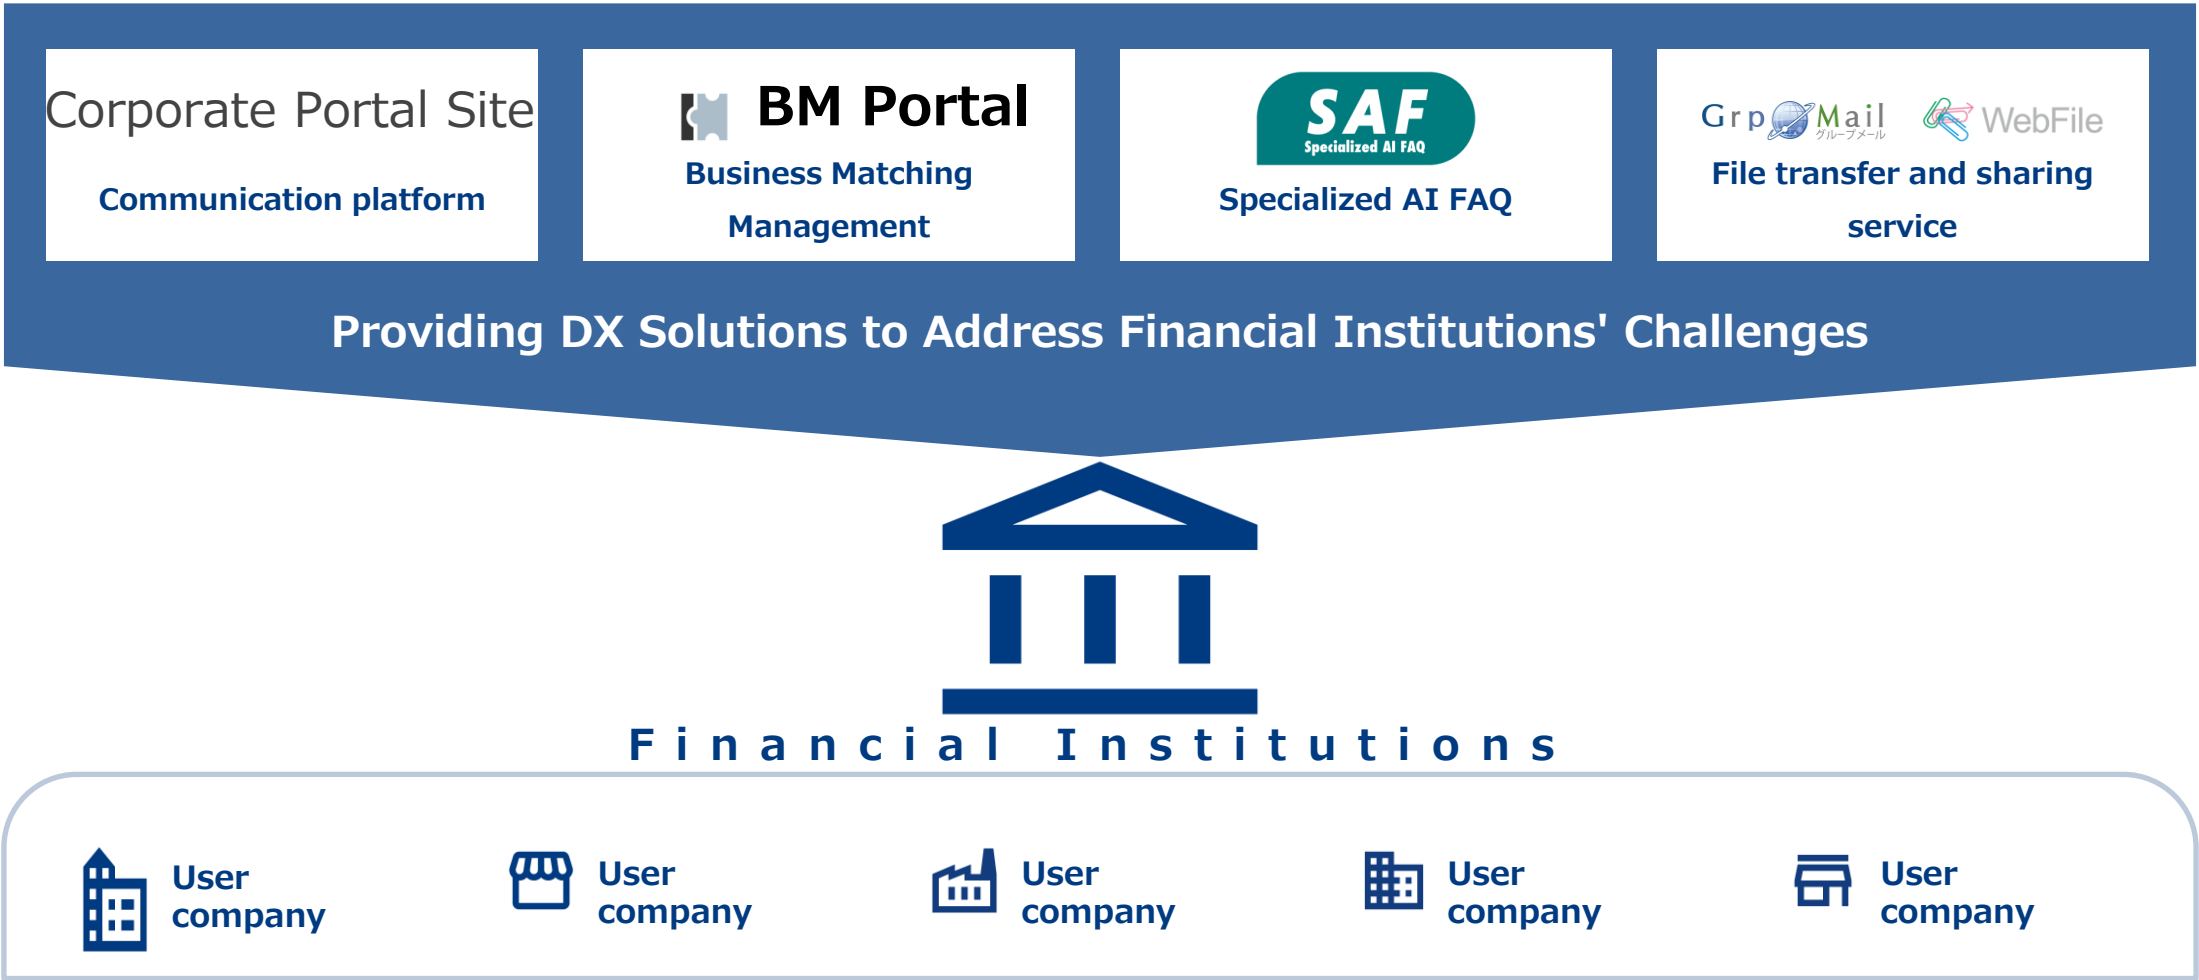 Corporate Portal Site
Communication platform
BM Portal
Business Matching
Management
SAF
Specialized AI FAQ
Specialized AI FAQ
Grp Mail
グループメール
WebFile
File transfer and sharing
service
Providing DX Solutions to Address Financial Institutions' Challenges
Financial Institutions
User
company
User
company
User
company
User
company
User
company